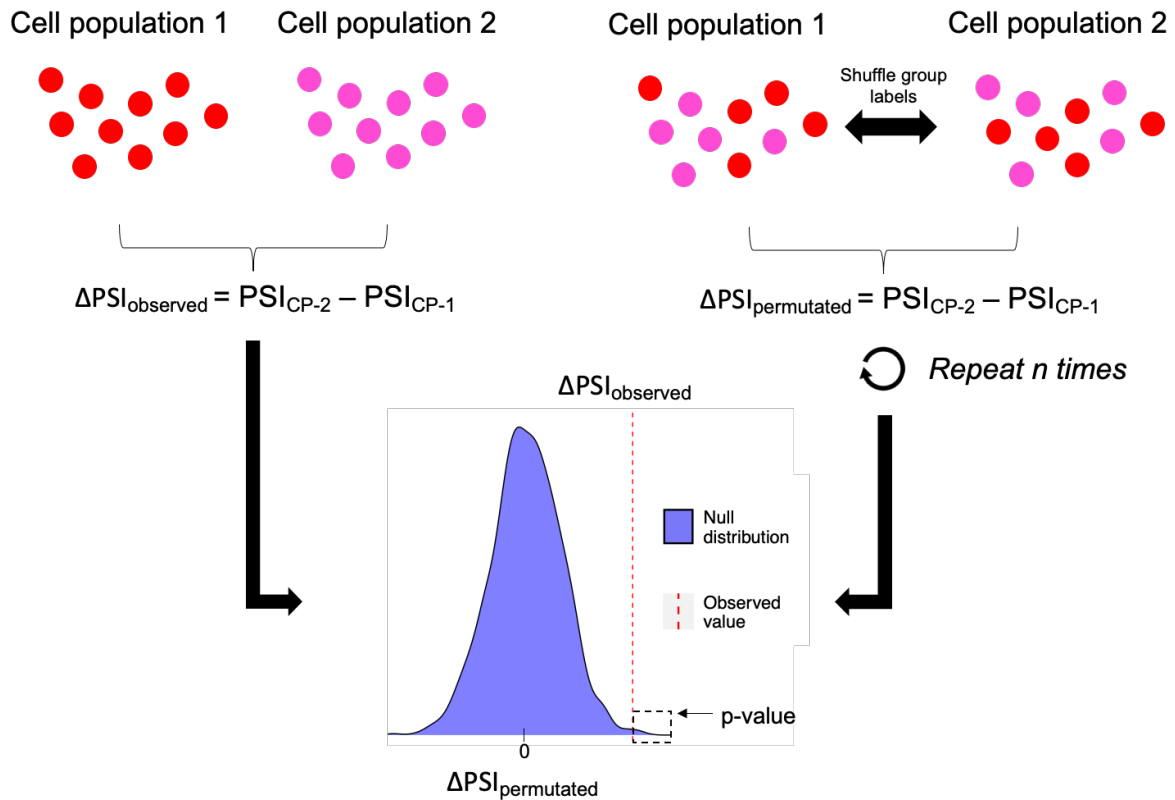 Cell population 1
Cell population 2
Cell population 1
Cell population 2
Shuffle group
labels
ΔPSIobserved = PSICP-2 – PSICP-1
ΔPSIpermutated = PSICP-2 – PSICP-1
Repeat n times
ΔPSIobserved
Null
distribution
Observed
value
p-value
0
ΔPSIpermutated